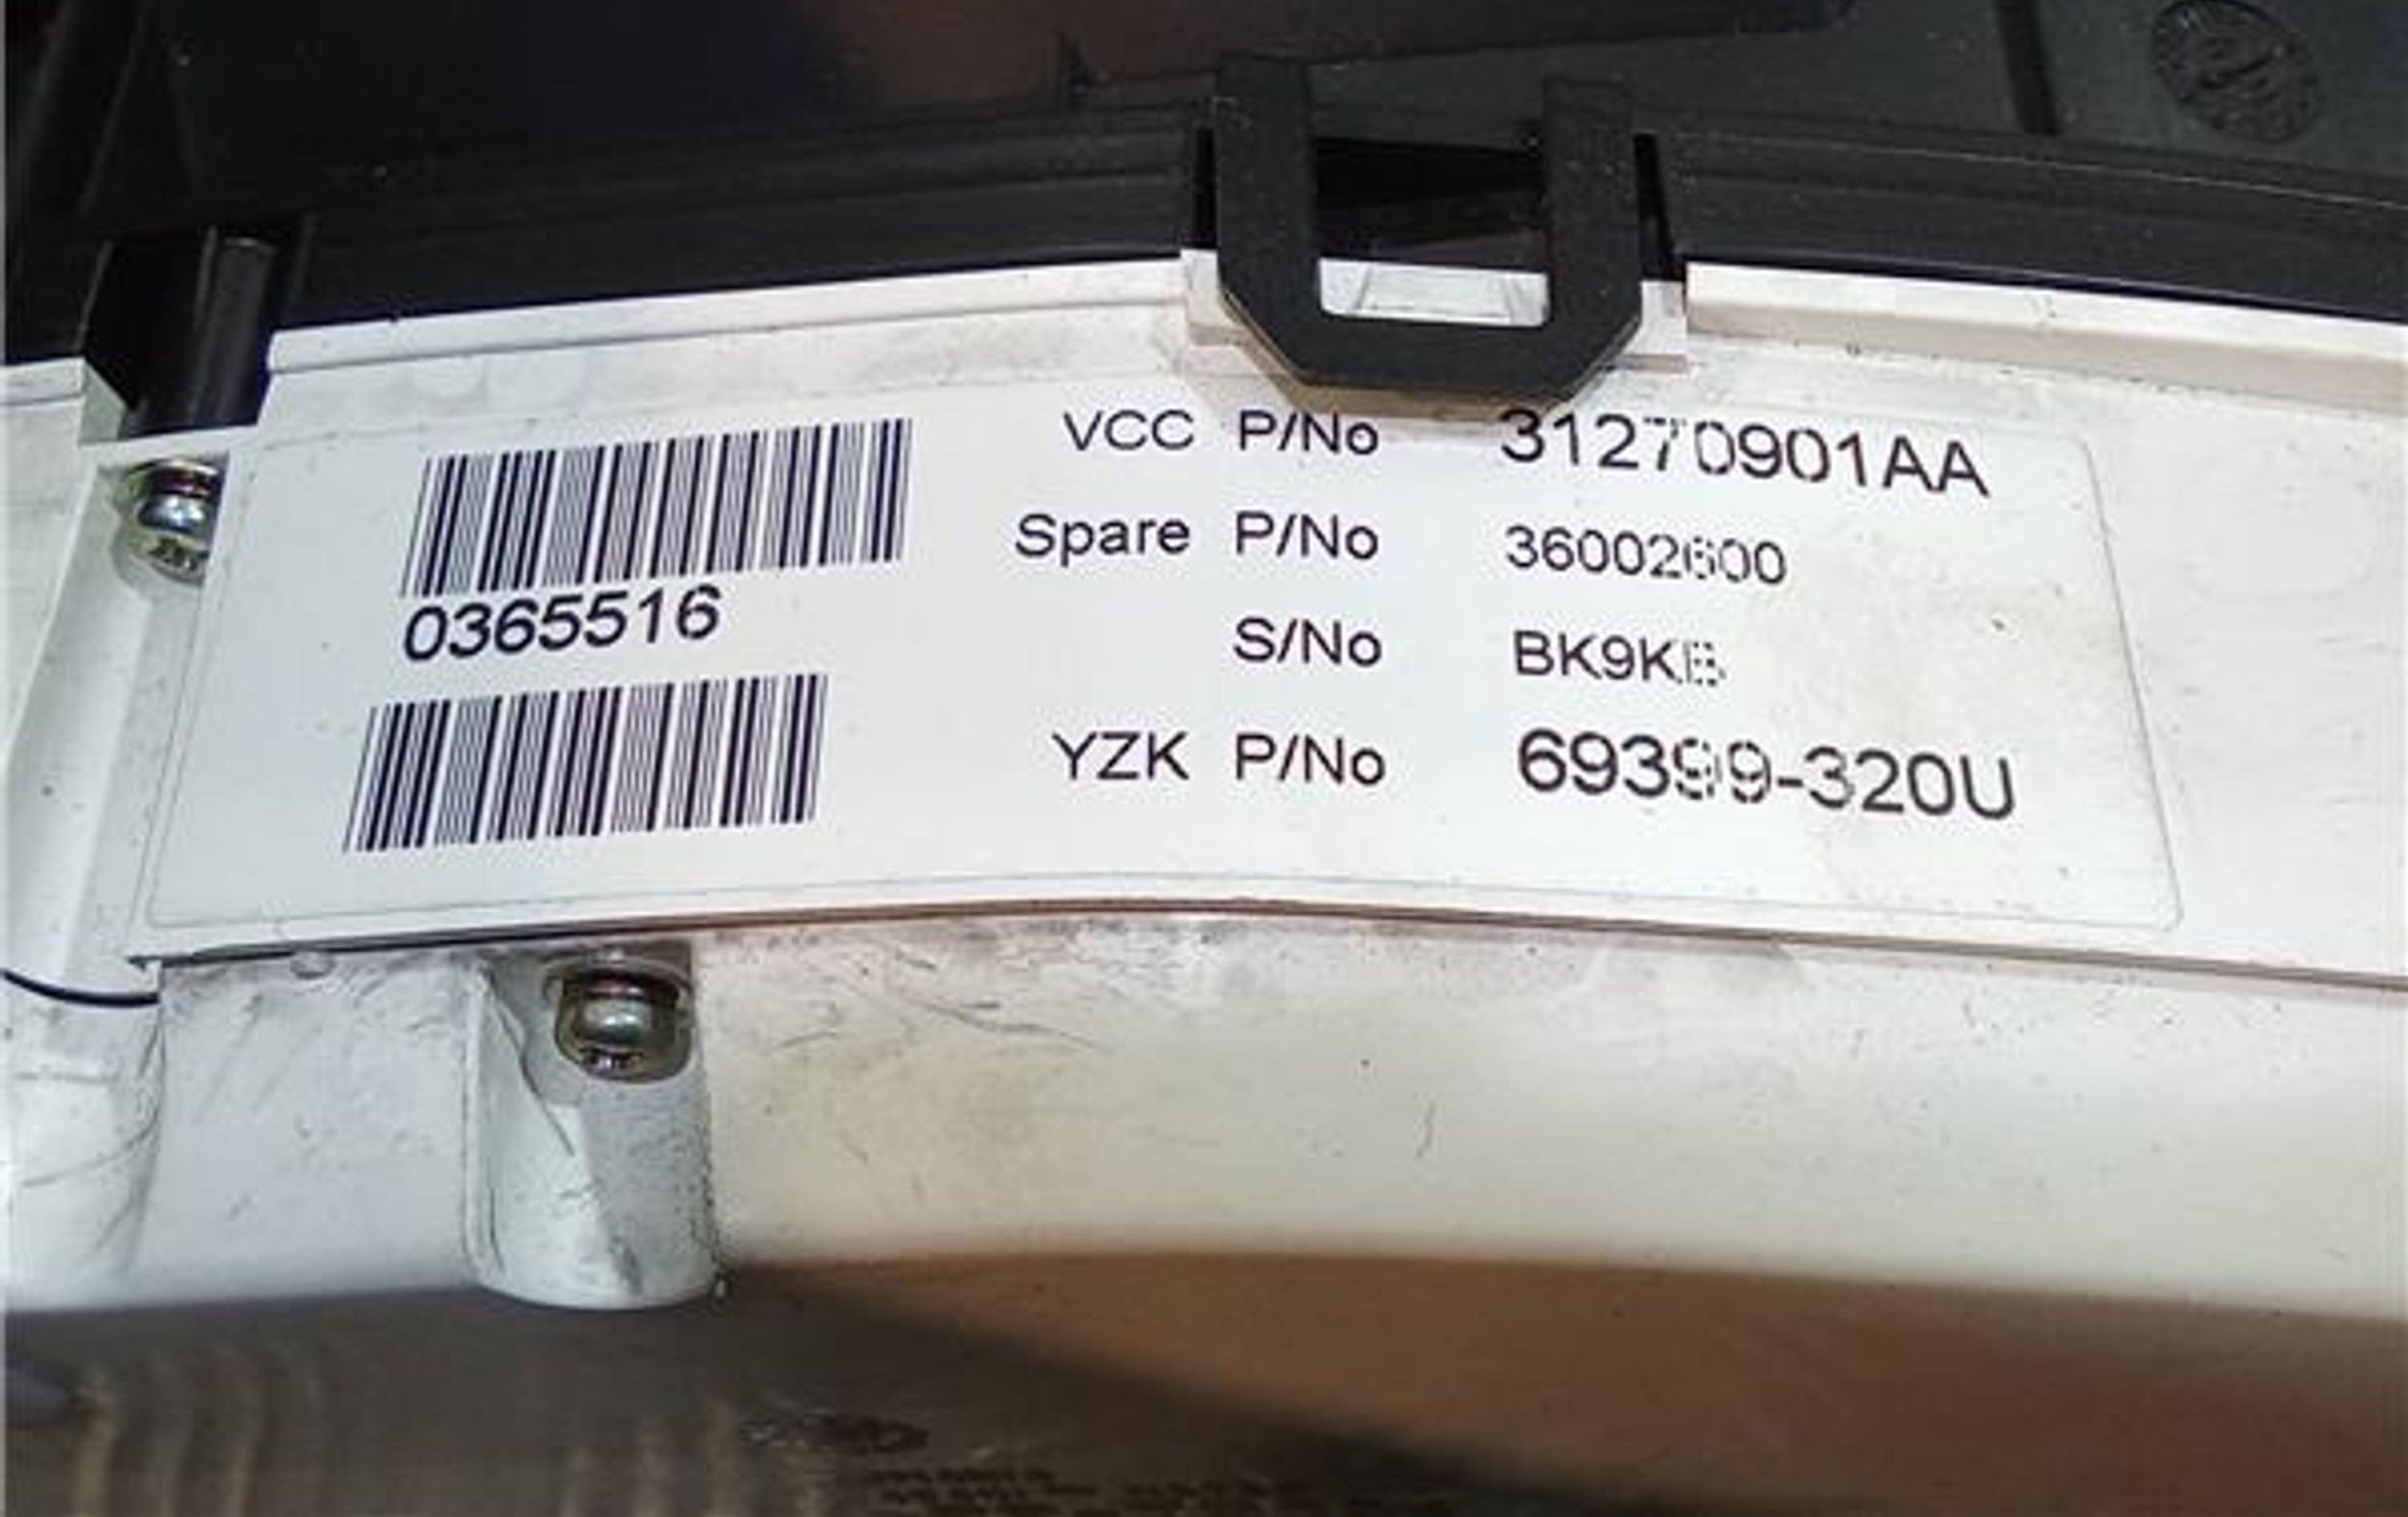 VCC P/No 31270901AA
Spare P/No 36002600
0365516
S/No BK9KB
YZK P/No 69399-320U